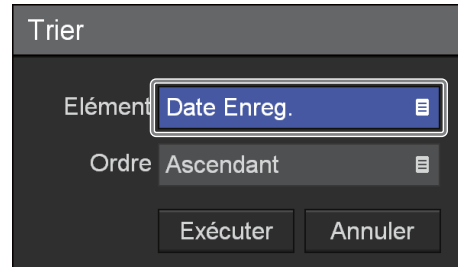 Trier
Elément Date Enreg.
Ordre Ascendant
Exécuter Annuler